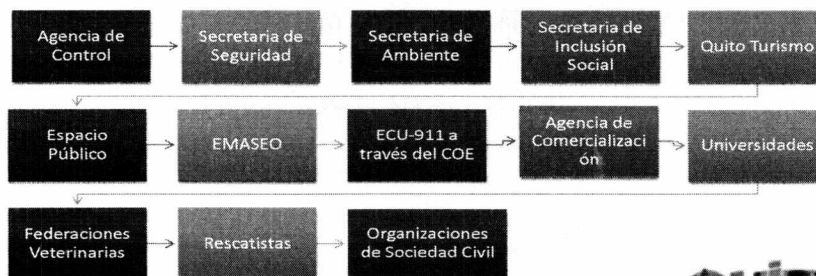 Agencia de
Control
Secretaria de
Seguridad
Secretaria de
Ambiente
Secretaria de
Inclusión
Social
Quito Turismo
Espacio
Público
EMASEO
ECU-911 a
través del COE
Agencia de
Comercializaci
ón
Universidades
Federaciones
Veterinarias
Rescatistas
Organizaciones
de Sociedad Civil